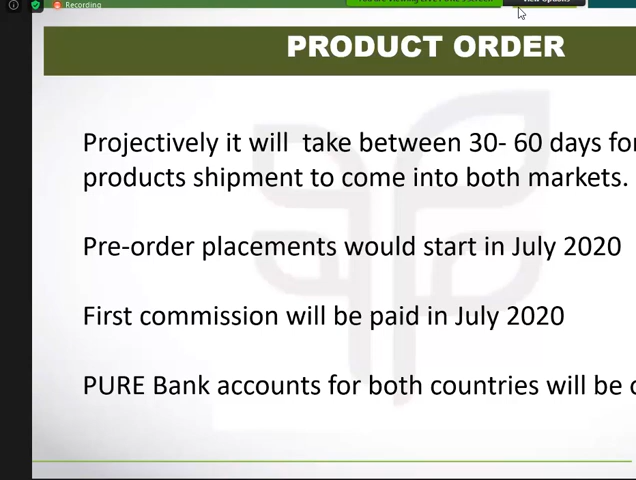 Recording
PRODUCT ORDER
Projectively it will take between 30- 60 days for
products shipment to come into both markets.
Pre-order placements would start in July 2020
First commission will be paid in July 2020
PURE Bank accounts for both countries will be